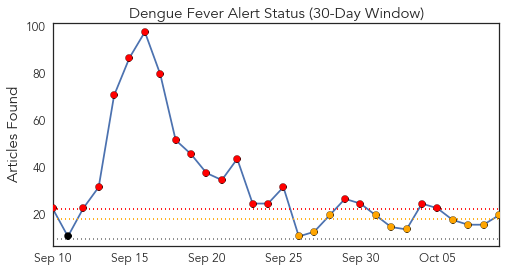 Dengue Fever Alert Status (30-Day Window)
Articles Found
100
80
60
40
20
Sep 10 Sep 15 Sep 20 Sep 25 Sep 30 Oct 05